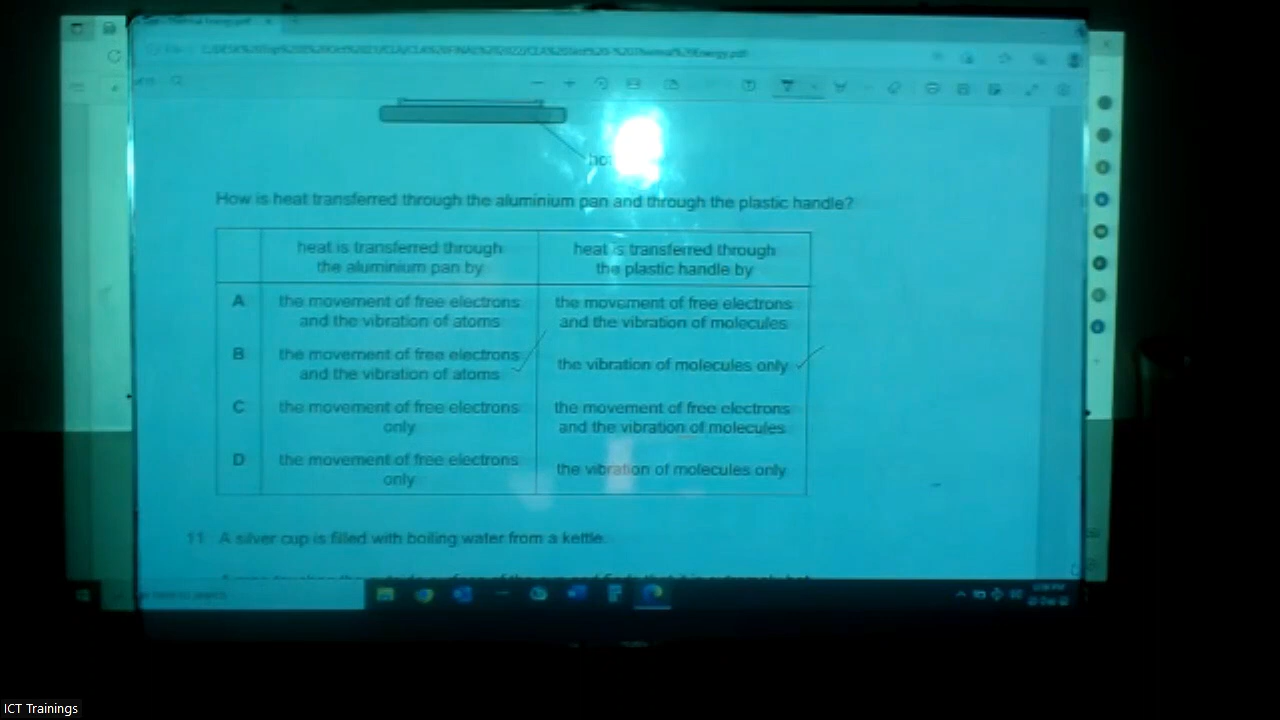 How is heat transferred through the aluminium pan and through the plastic handle?
heat is transferred through
the aluminium pan by
heat is transferred through
the plastic handle by
A
the movement of free electrons
and the vibration of atoms
the movement of free electrons
and the vibration of molecules
B
the movement of free electrons
and the vibration of atoms
the vibration of molecules only
C
the movement of free electrons
only
the movement of free electrons
and the vibration of molecules
D
the movement of free electrons
only
the vibration of molecules only
11 A silver cup is filled with boiling water from a kettle.
ICT Trainings